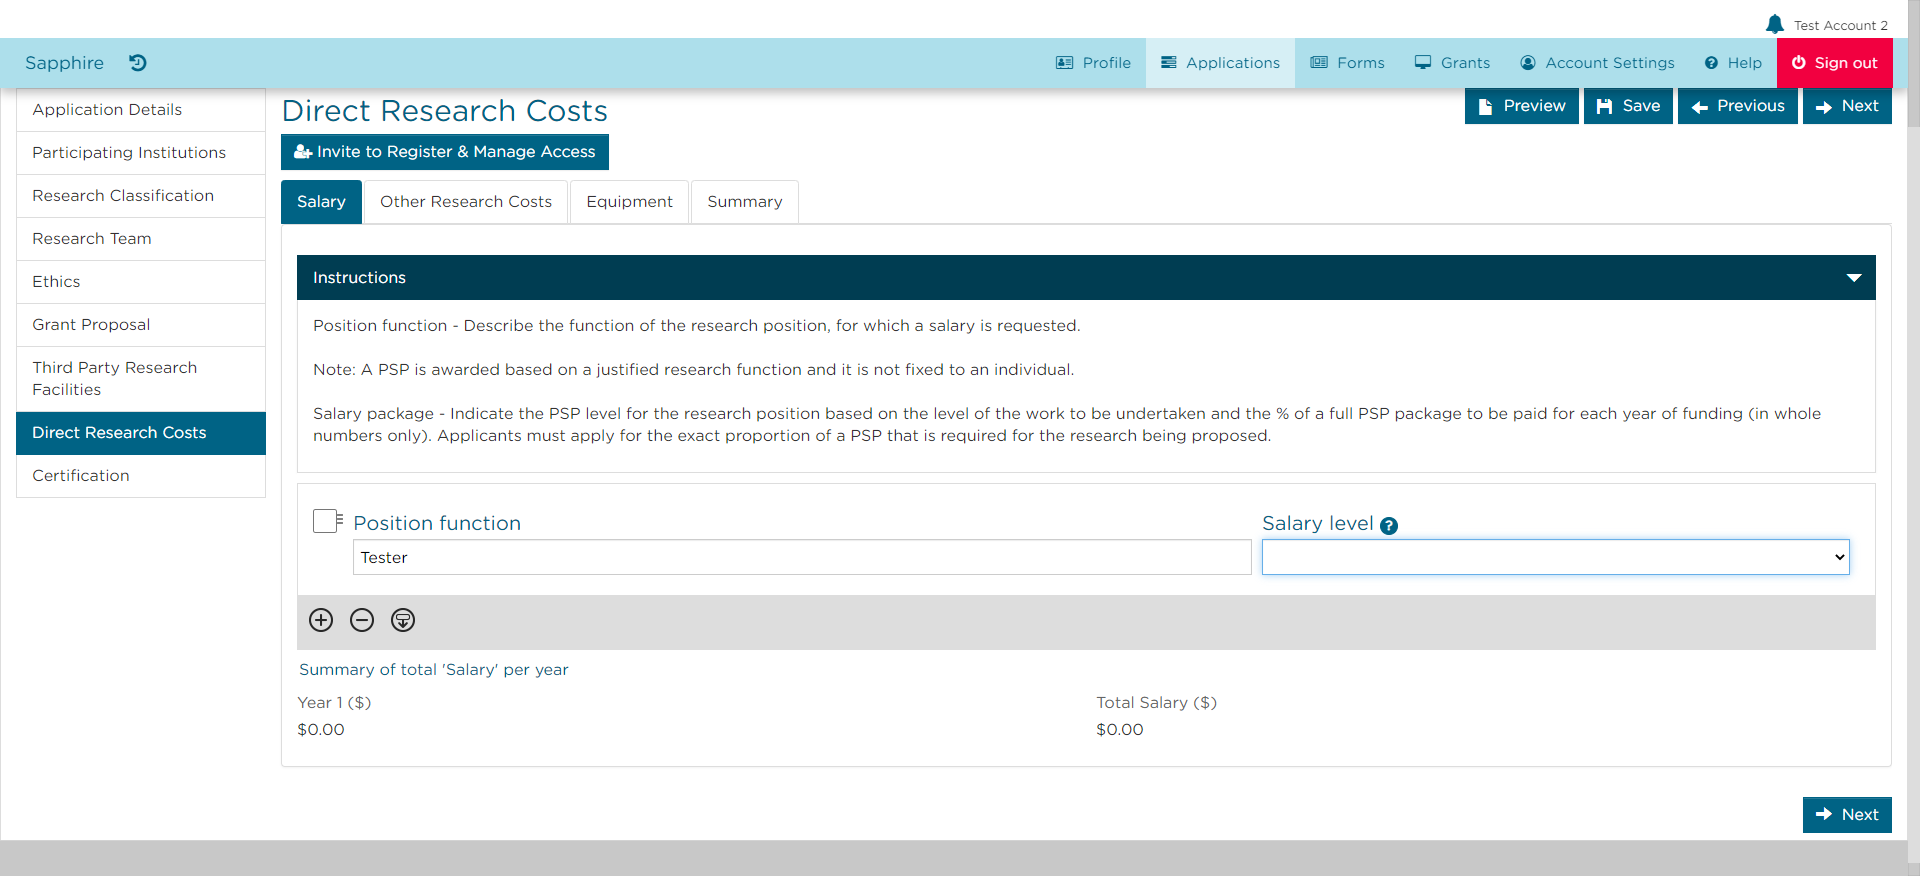 Test Account 2
Sapphire
Profile
Applications
Forms
Grants
Account Settings
Help
Sign out
Application Details
Participating Institutions
Research Classification
Research Team
Ethics
Grant Proposal
Third Party Research
Facilities
Direct Research Costs
Certification
Direct Research Costs
Preview
Save
Previous
Next
Invite to Register & Manage Access
Salary
Other Research Costs
Equipment
Summary
Instructions
Position function - Describe the function of the research position, for which a salary is requested.
Note: A PSP is awarded based on a justified research function and it is not fixed to an individual.
Salary package - Indicate the PSP level for the research position based on the level of the work to be undertaken and the % of a full PSP package to be paid for each year of funding (in whole
numbers only). Applicants must apply for the exact proportion of a PSP that is required for the research being proposed.
Position function
Salary level ?
Tester
Summary of total 'Salary' per year
Year 1 ($)
Total Salary ($)
$0.00
$0.00
Next